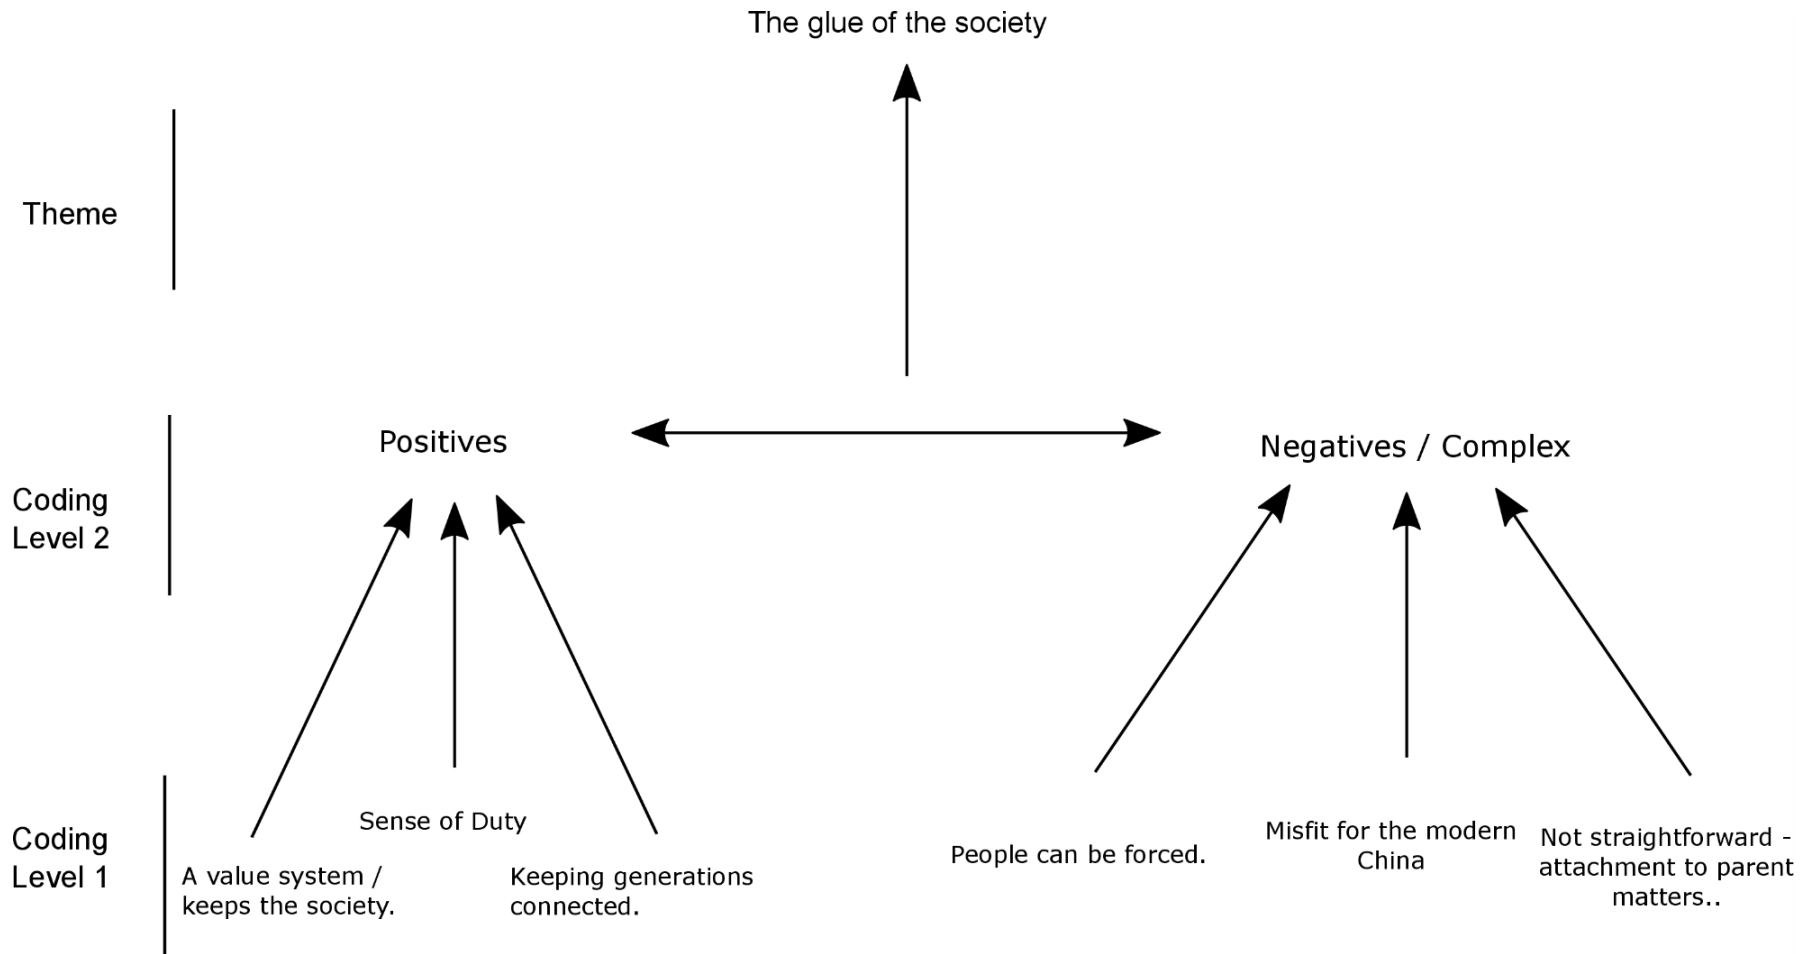 The glue of the society
Theme
Positives
Negatives / Complex
Coding
Level 2
Coding
Level 1
Sense of Duty
A value system /
keeps the society.
Keeping generations
connected.
People can be forced.
Misfit for the modern
China
Not straightforward -
attachment to parent
matters..